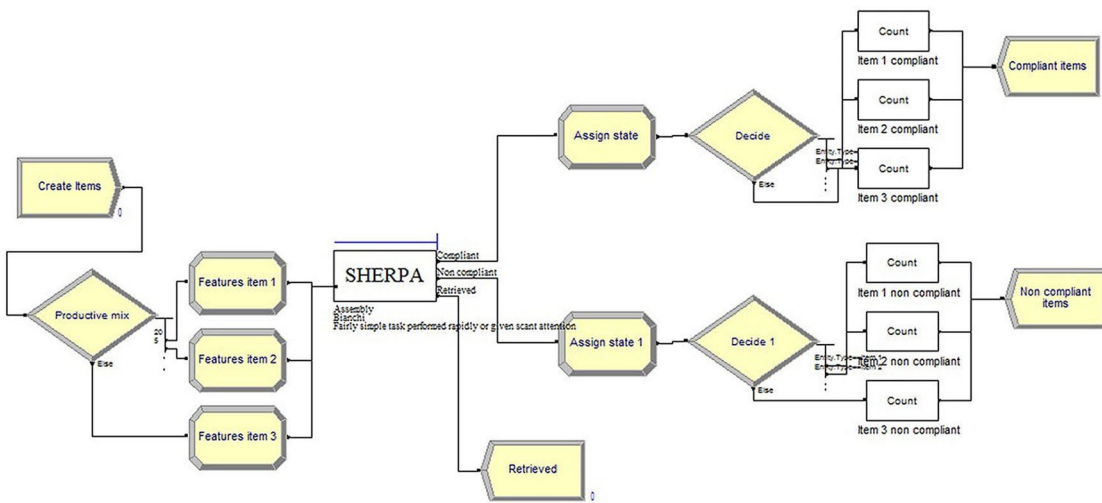 Create Items
0
Productive mix
20
5
Else
Features item 1
Features item 2
Features item 3
SHERPA
Compliant
Non compliant
Retrieved
Assembly
Bianchi
Fairly simple task performed rapidly or given scant attention
Retrieved
0
Assign state
Decide
Entity.Type=
Entity.Type=
Else
Count
Item 1 compliant
Count
Item 2 compliant
Count
Item 3 compliant
Compliant items
Assign state 1
Decide 1
Else
Count
Item 1 non compliant
Count
Item 2 non compliant
Count
Item 3 non compliant
Non compliant
items